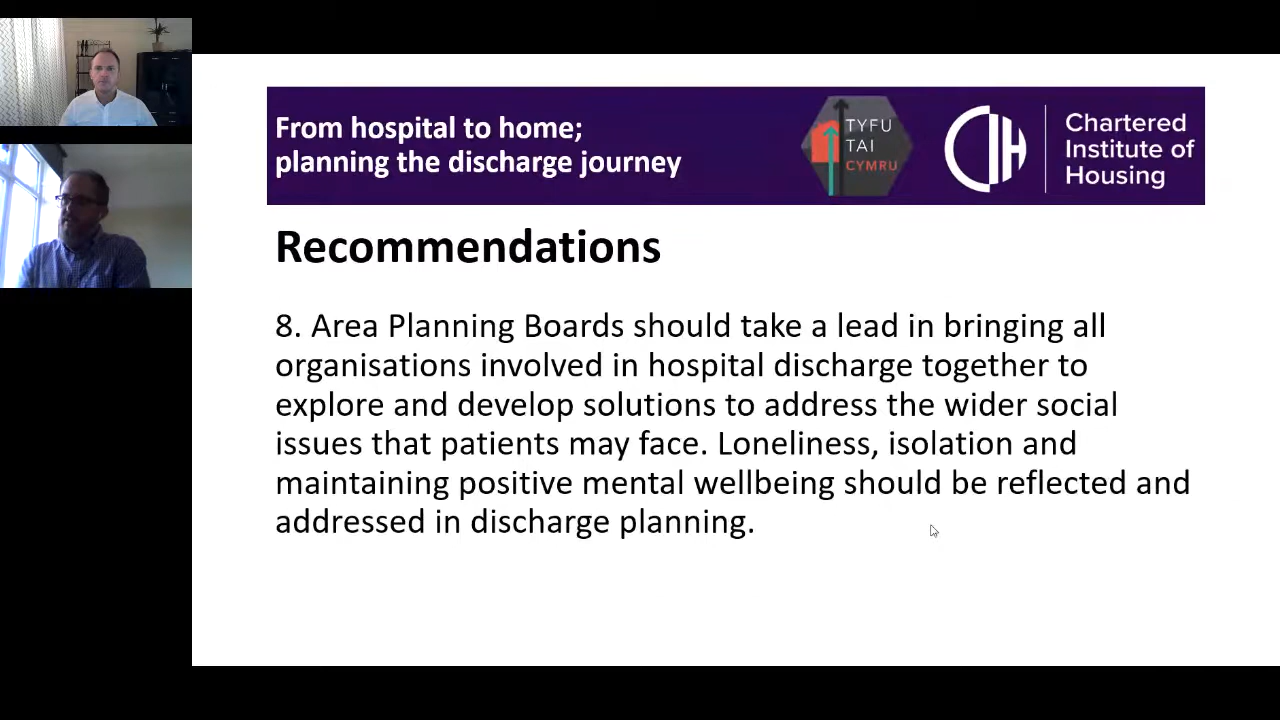 From hospital to home;
planning the discharge journey
TYFU
TAI
CYMRU
CIH
Chartered
Institute of
Housing
Recommendations
8. Area Planning Boards should take a lead in bringing all
organisations involved in hospital discharge together to
explore and develop solutions to address the wider social
issues that patients may face. Loneliness, isolation and
maintaining positive mental wellbeing should be reflected and
addressed in discharge planning.